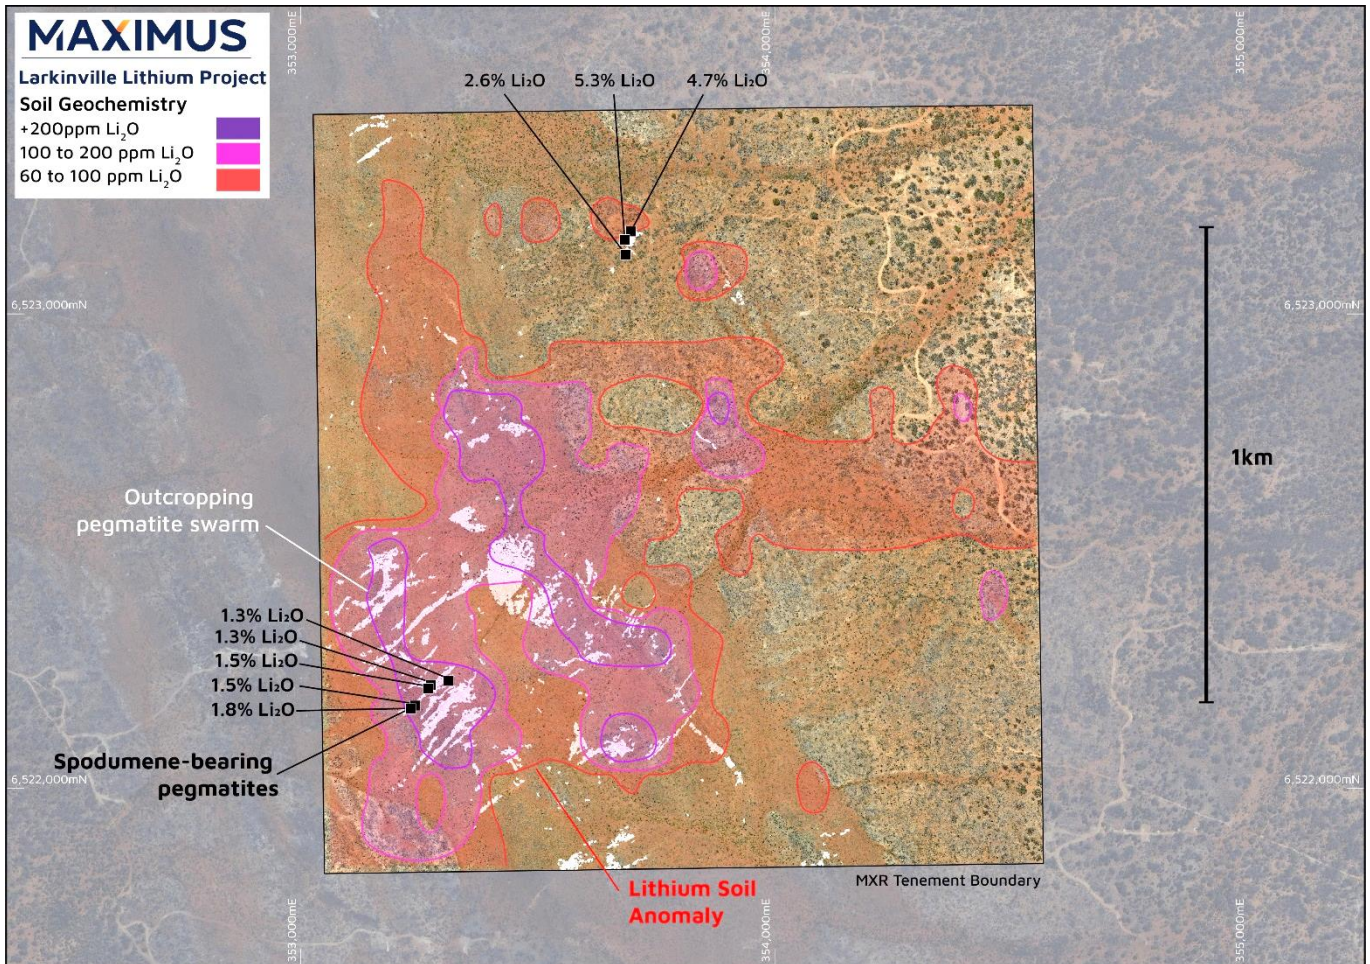 MAXIMUS
Larkinville Lithium Project
Soil Geochemistry
+200ppm Li₂O
100 to 200 ppm Li₂O
60 to 100 ppm Li₂O
353,000mE
354,000mE
355,000mE
2.6% Li₂O
5.3% Li₂O
4.7% Li₂O
6,523,000mN
6,523,000mN
1km
Outcropping
pegmatite swarm
1.3% Li₂O
1.3% Li₂O
1.5% Li₂O
1.5% Li₂O
1.8% Li₂O
Spodumene-bearing
pegmatites
6,522,000mN
6,522,000mN
MXR Tenement Boundary
Lithium Soil
Anomaly
353,000mE
354,000mE
355,000mE